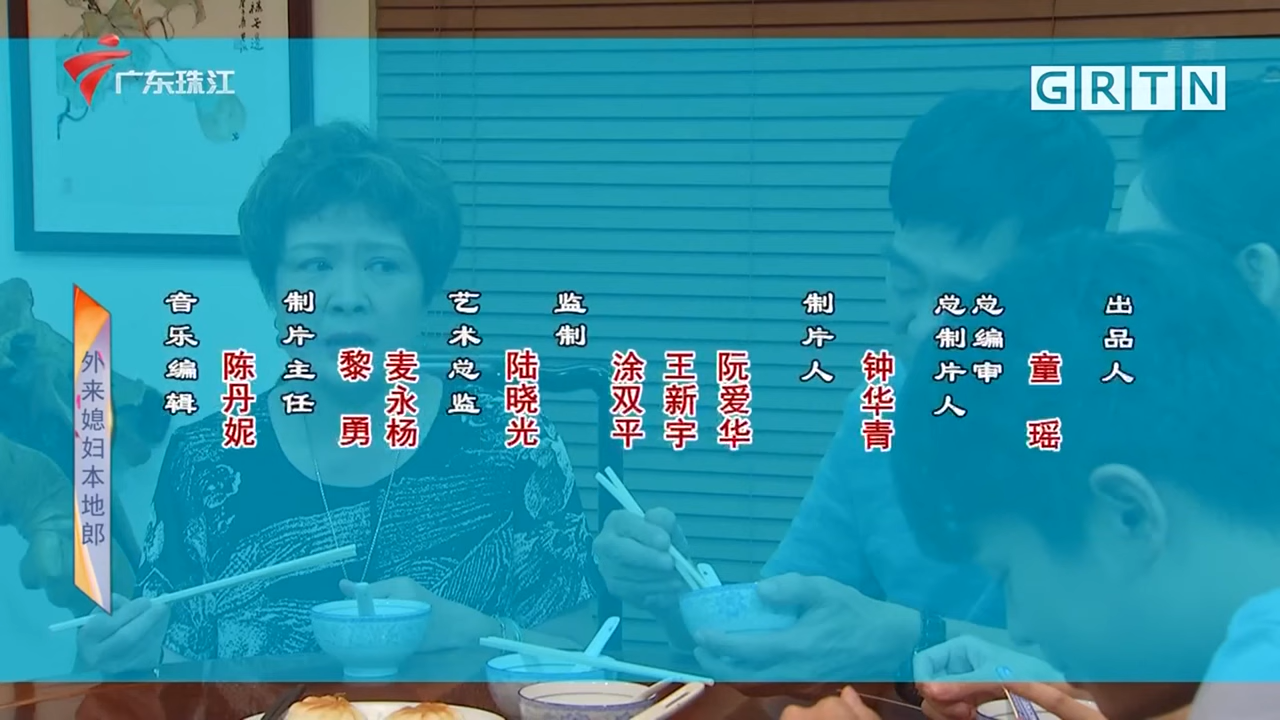 广东珠江
GRTN
外来媳妇本地郎
音乐编辑
陈丹妮
制片主任
黎勇
麦永杨
艺术总监
陆晓光
监制
涂双平
王新宇
阮爱华
制片人
钟华青
总制片人
总编审
童瑶
出品人